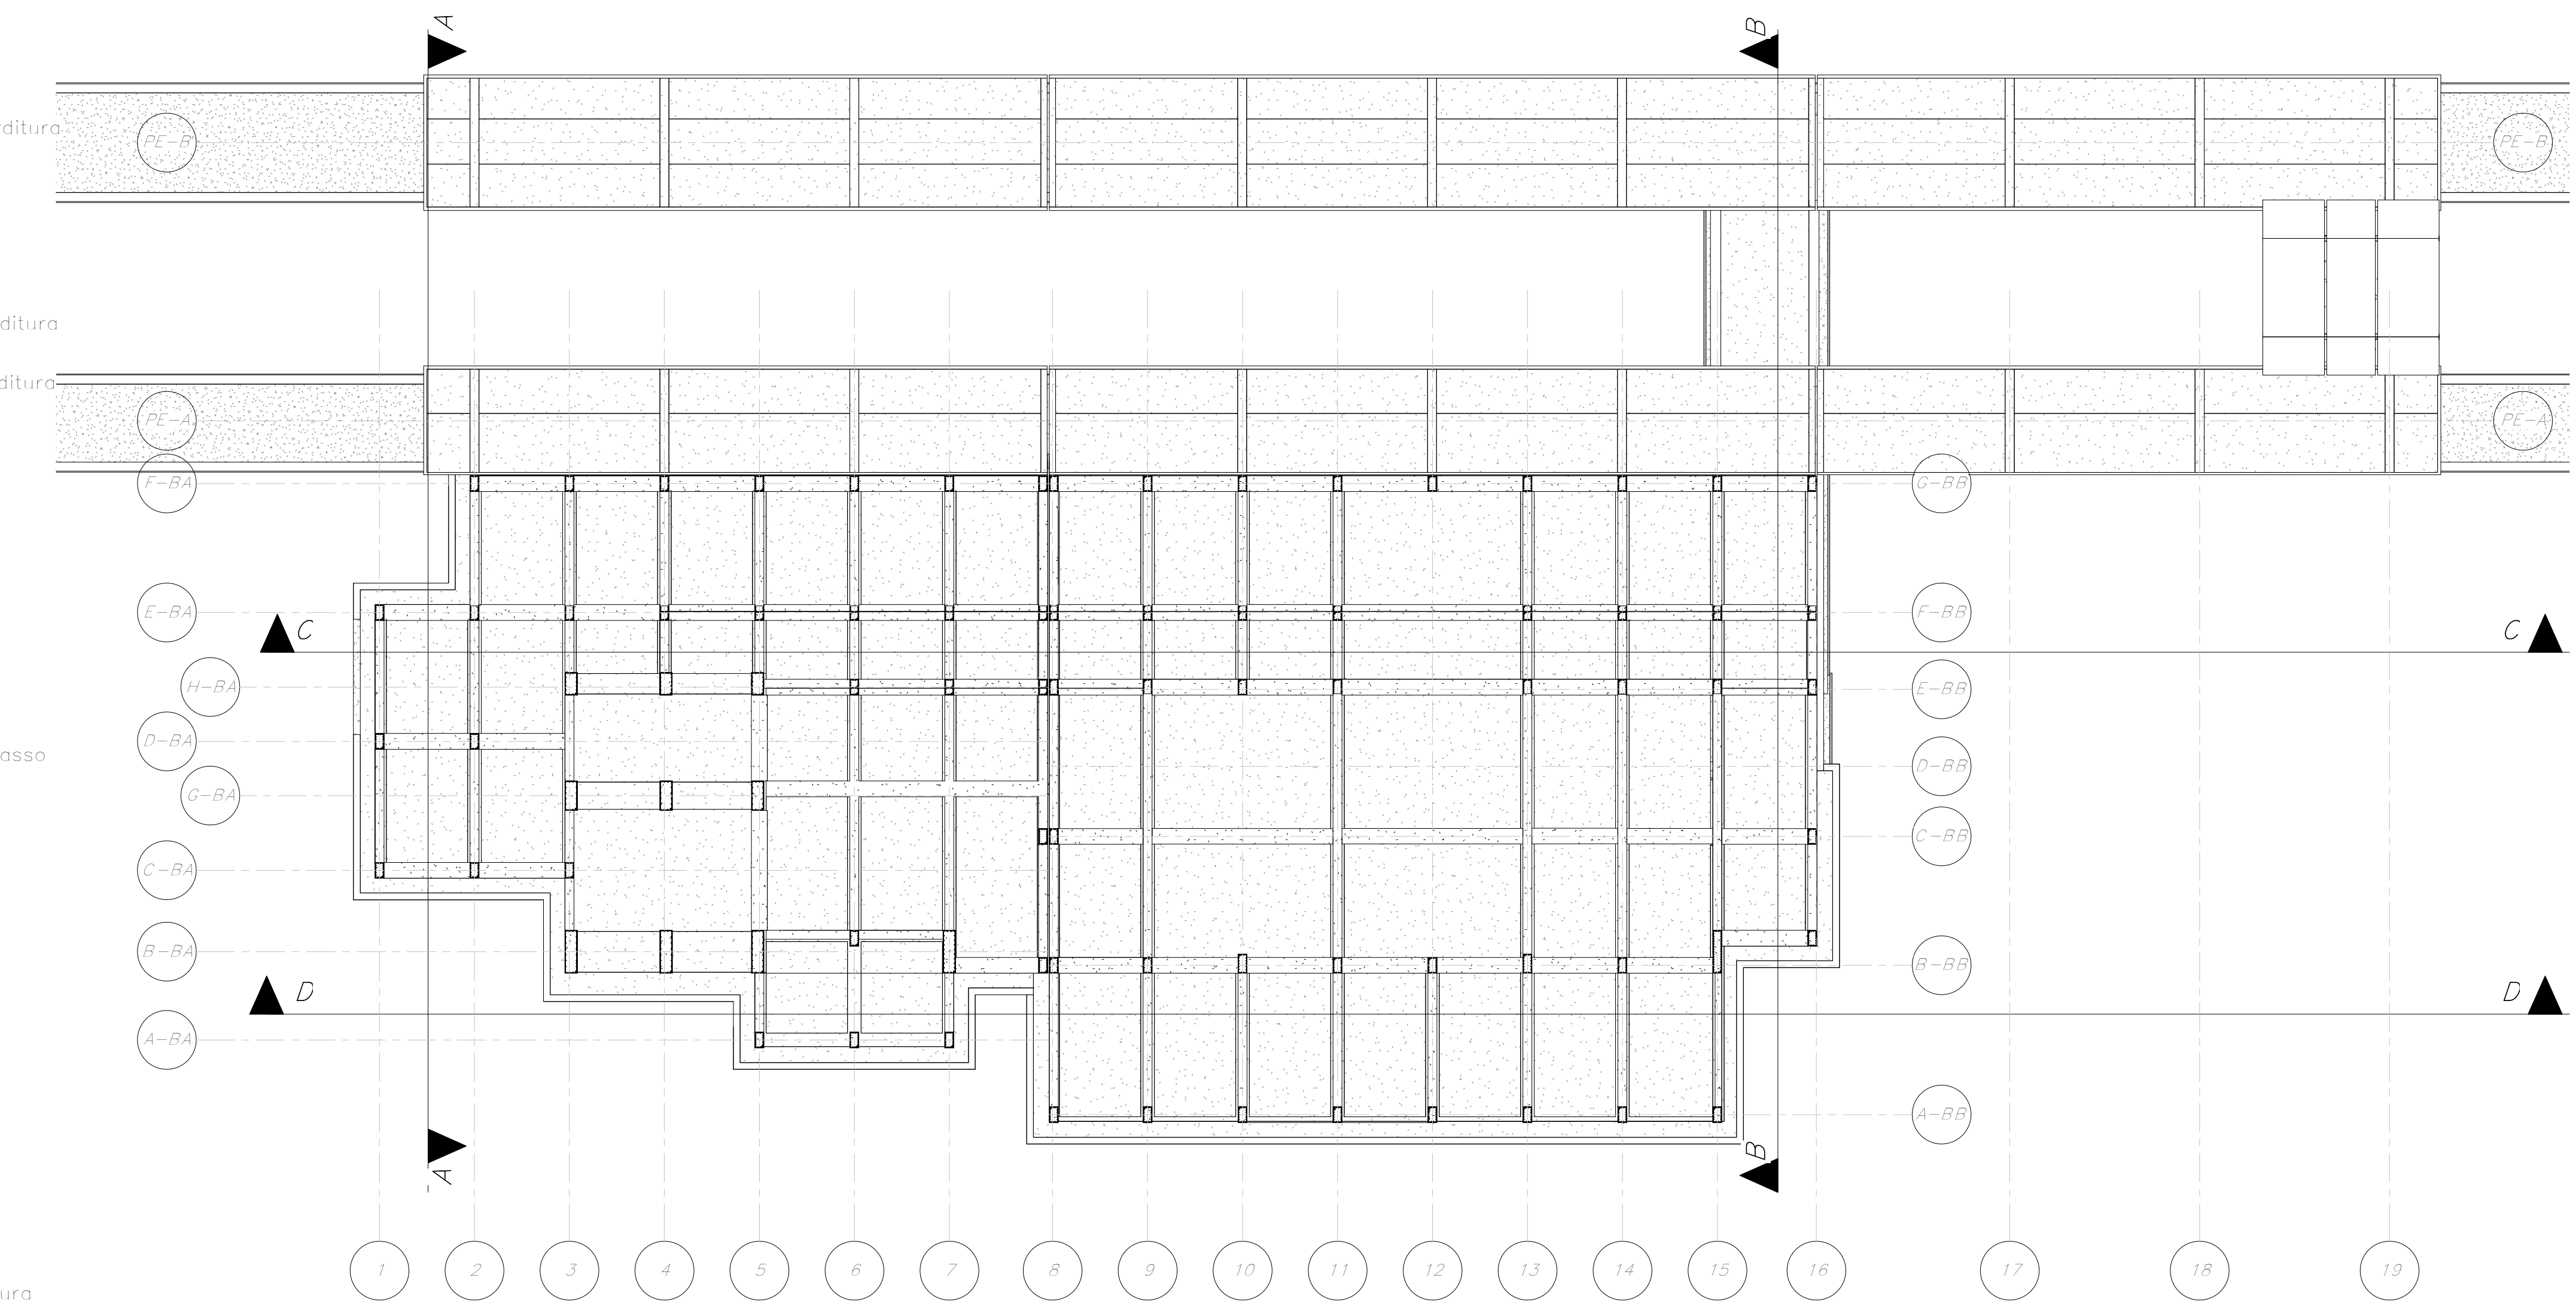 A
B
PE-B
PE-B
PE-A
PE-A
F-BA
G-BB
E-BA
F-BB
C
C
H-BA
E-BB
D-BA
D-BB
asso
G-BA
C-BB
C-BA
B-BA
B-BB
D
D
A-BA
A-BB
A
B
1 2 3 4 5 6 7 8 9 10 11 12 13 14 15 16 17 18 19
ura
ditura
ditura
ditura